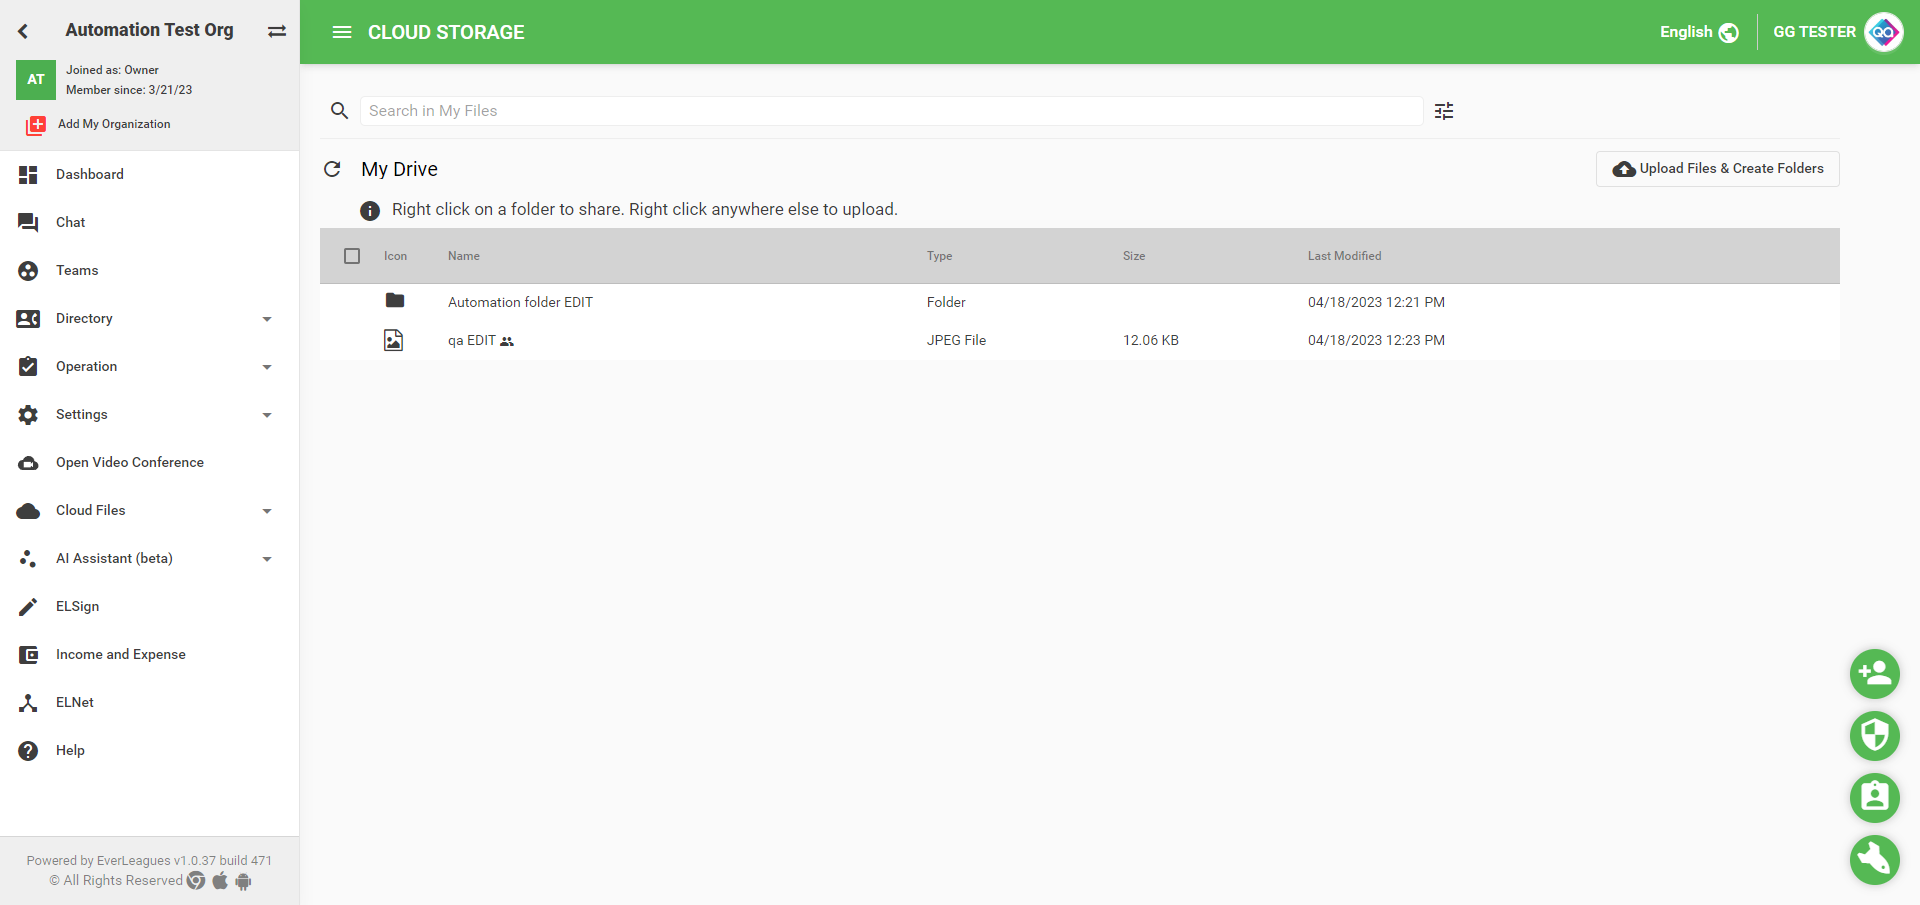 Automation Test Org
AT
Joined as: Owner
Member since: 3/21/23
Add My Organization
Dashboard
Chat
Teams
Directory
Operation
Settings
Open Video Conference
Cloud Files
AI Assistant (beta)
ELSign
Income and Expense
ELNet
Help
Powered by EverLeagues v1.0.37 build 471
© All Rights Reserved
CLOUD STORAGE
English
GG TESTER
QA
Search in My Files
My Drive
Upload Files & Create Folders
Right click on a folder to share. Right click anywhere else to upload.
Icon Name Type Size Last Modified
Automation folder EDIT Folder 04/18/2023 12:21 PM
qa EDIT JPEG File 12.06 KB 04/18/2023 12:23 PM